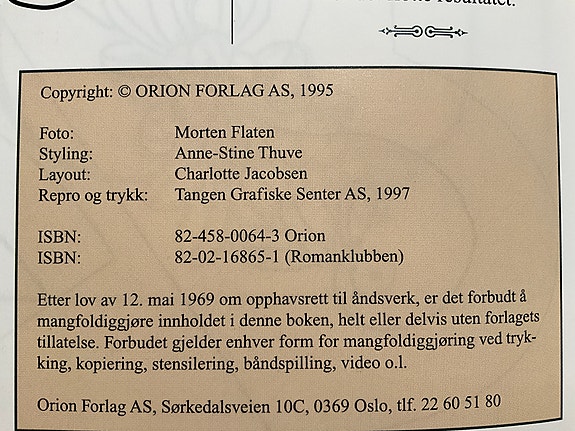 resultatet.
Copyright: © ORION FORLAG AS, 1995
Foto: Morten Flaten
Styling: Anne-Stine Thuve
Layout: Charlotte Jacobsen
Repro og trykk: Tangen Grafiske Senter AS, 1997
ISBN: 82-458-0064-3 Orion
ISBN: 82-02-16865-1 (Romanklubben)
Etter lov av 12. mai 1969 om opphavsrett til åndsverk, er det forbudt å
mangfoldiggjøre innholdet i denne boken, helt eller delvis uten forlagets
tillatelse. Forbudet gjelder enhver form for mangfoldiggjøring ved tryk-
king, kopiering, stensilering, båndspilling, video o.l.
Orion Forlag AS, Sørkedalsveien 10C, 0369 Oslo, tlf. 22 60 51 80